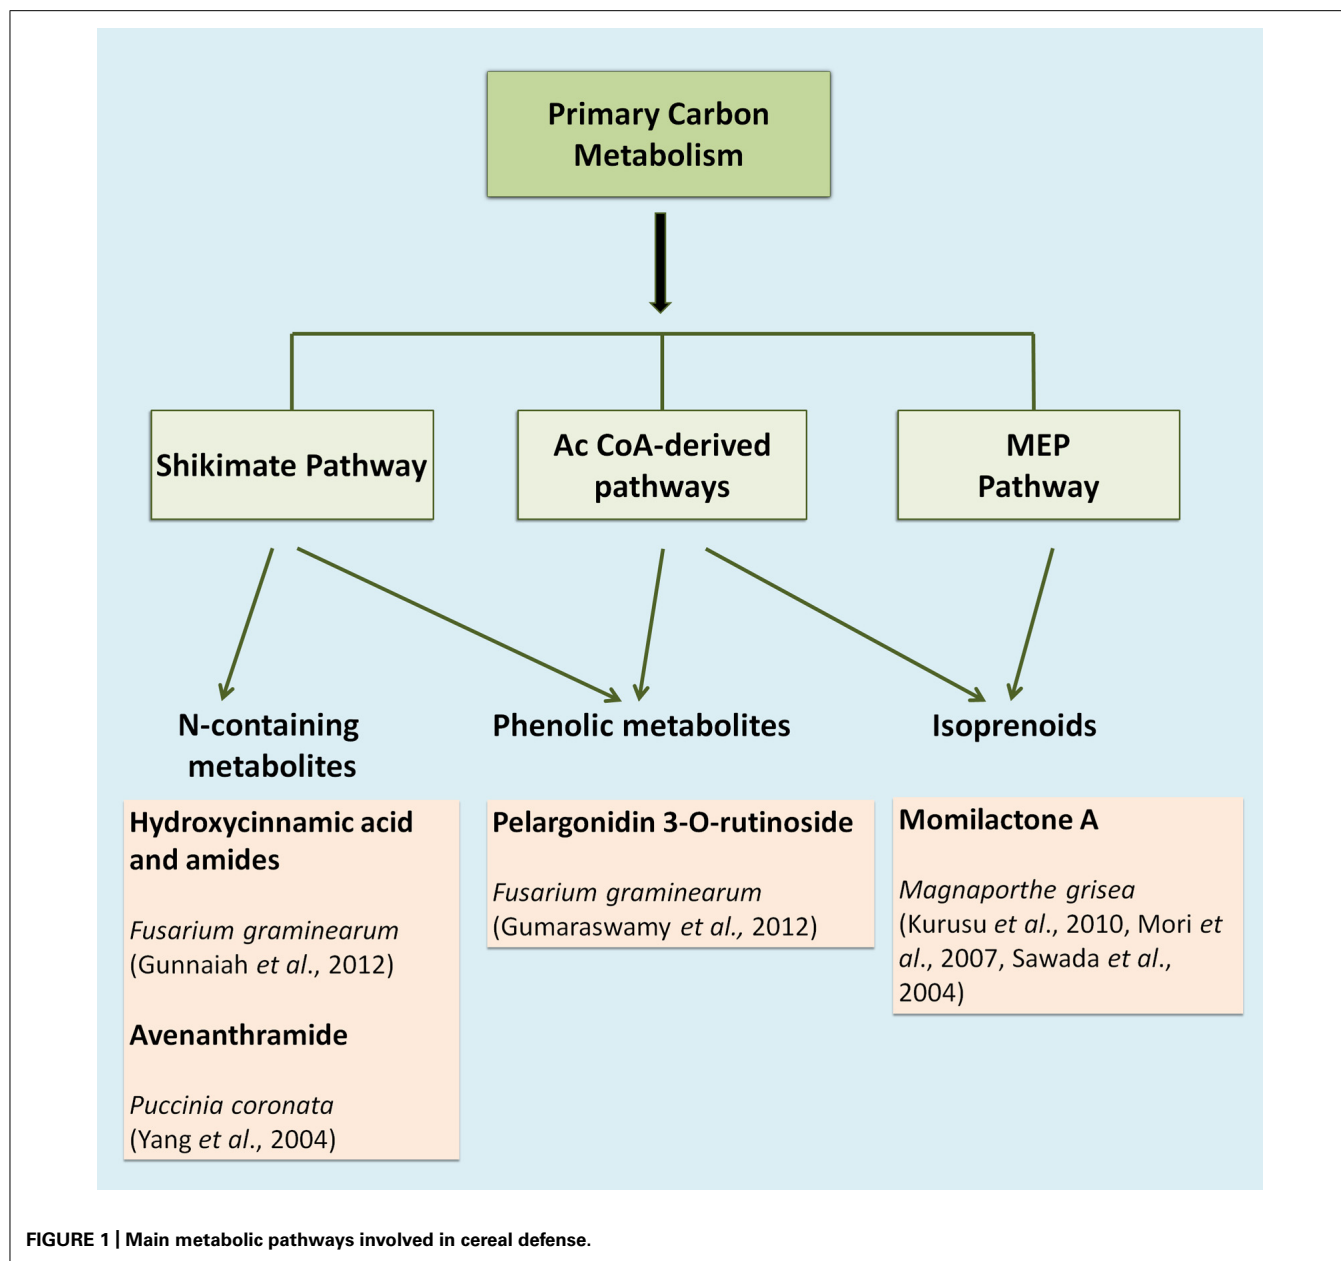 Primary Carbon
Metabolism
Shikimate Pathway
Ac CoA-derived
pathways
MEP
Pathway
N-containing
metabolites
Phenolic metabolites
Isoprenoids
Hydroxycinnamic acid
and amides
Fusarium graminearum
(Gunnaiah et al., 2012)
Avenanthramide
Puccinia coronata
(Yang et al., 2004)
Pelargonidin 3-O-rutinoside
Fusarium graminearum
(Gumaraswamy et al., 2012)
Momilactone A
Magnaporthe grisea
(Kurusu et al., 2010, Mori et
al., 2007, Sawada et al.,
2004)
FIGURE 1 | Main metabolic pathways involved in cereal defense.